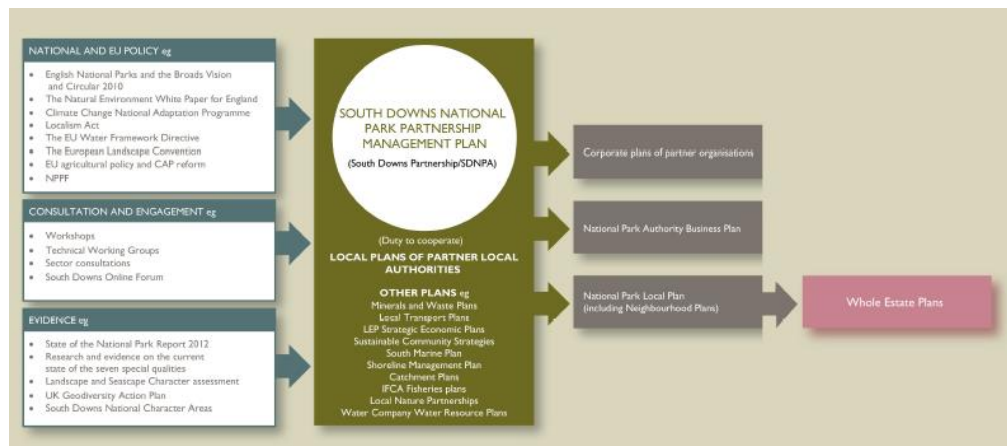 NATIONAL AND EU POLICY eg
• English National Parks and the Broads Vision
and Circular 2010
• The Natural Environment White Paper for England
• Climate Change National Adaptation Programme
• Localism Act
• The EU Water Framework Directive
• The European Landscape Convention
• EU agricultural policy and CAP reform
• NPPF
CONSULTATION AND ENGAGEMENT eg
• Workshops
• Technical Working Groups
• Sector consultations
• South Downs Online Forum
EVIDENCE eg
• State of the National Park Report 2012
• Research and evidence on the current
state of the seven special qualities
• Landscape and Seascape Character assessment
• UK Geodiversity Action Plan
• South Downs National Character Areas
SOUTH DOWNS NATIONAL
PARK PARTNERSHIP
MANAGEMENT PLAN
(South Downs Partnership/SDNPA)
(Duty to cooperate)
LOCAL PLANS OF PARTNER LOCAL
AUTHORITIES
OTHER PLANS eg
Minerals and Waste Plans
Local Transport Plans
LEP Strategic Economic Plans
Sustainable Community Strategies
South Marine Plan
Shoreline Management Plan
Catchment Plans
IFCA Fisheries plans
Local Nature Partnerships
Water Company Water Resource Plans
Corporate plans of partner organisations
National Park Authority Business Plan
National Park Local Plan
(including Neighbourhood Plans)
Whole Estate Plans